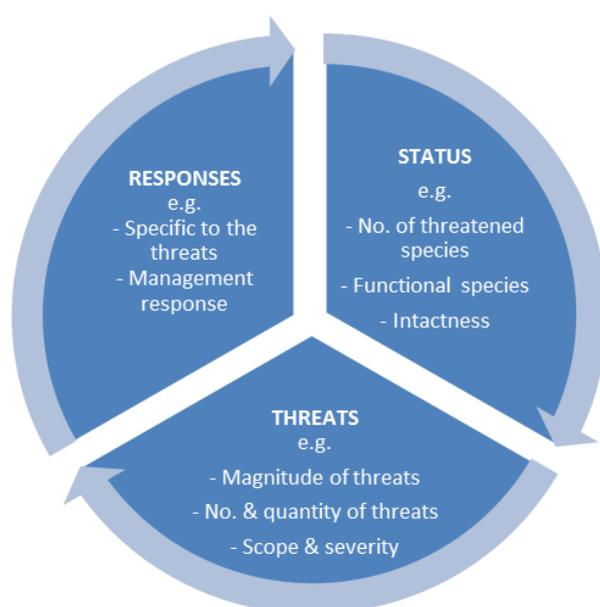 RESPONSES
e.g.
- Specific to the
threats
- Management
response
STATUS
e.g.
- No. of threatened
species
- Functional species
- Intactness
THREATS
e.g.
- Magnitude of threats
- No. & quantity of threats
- Scope & severity